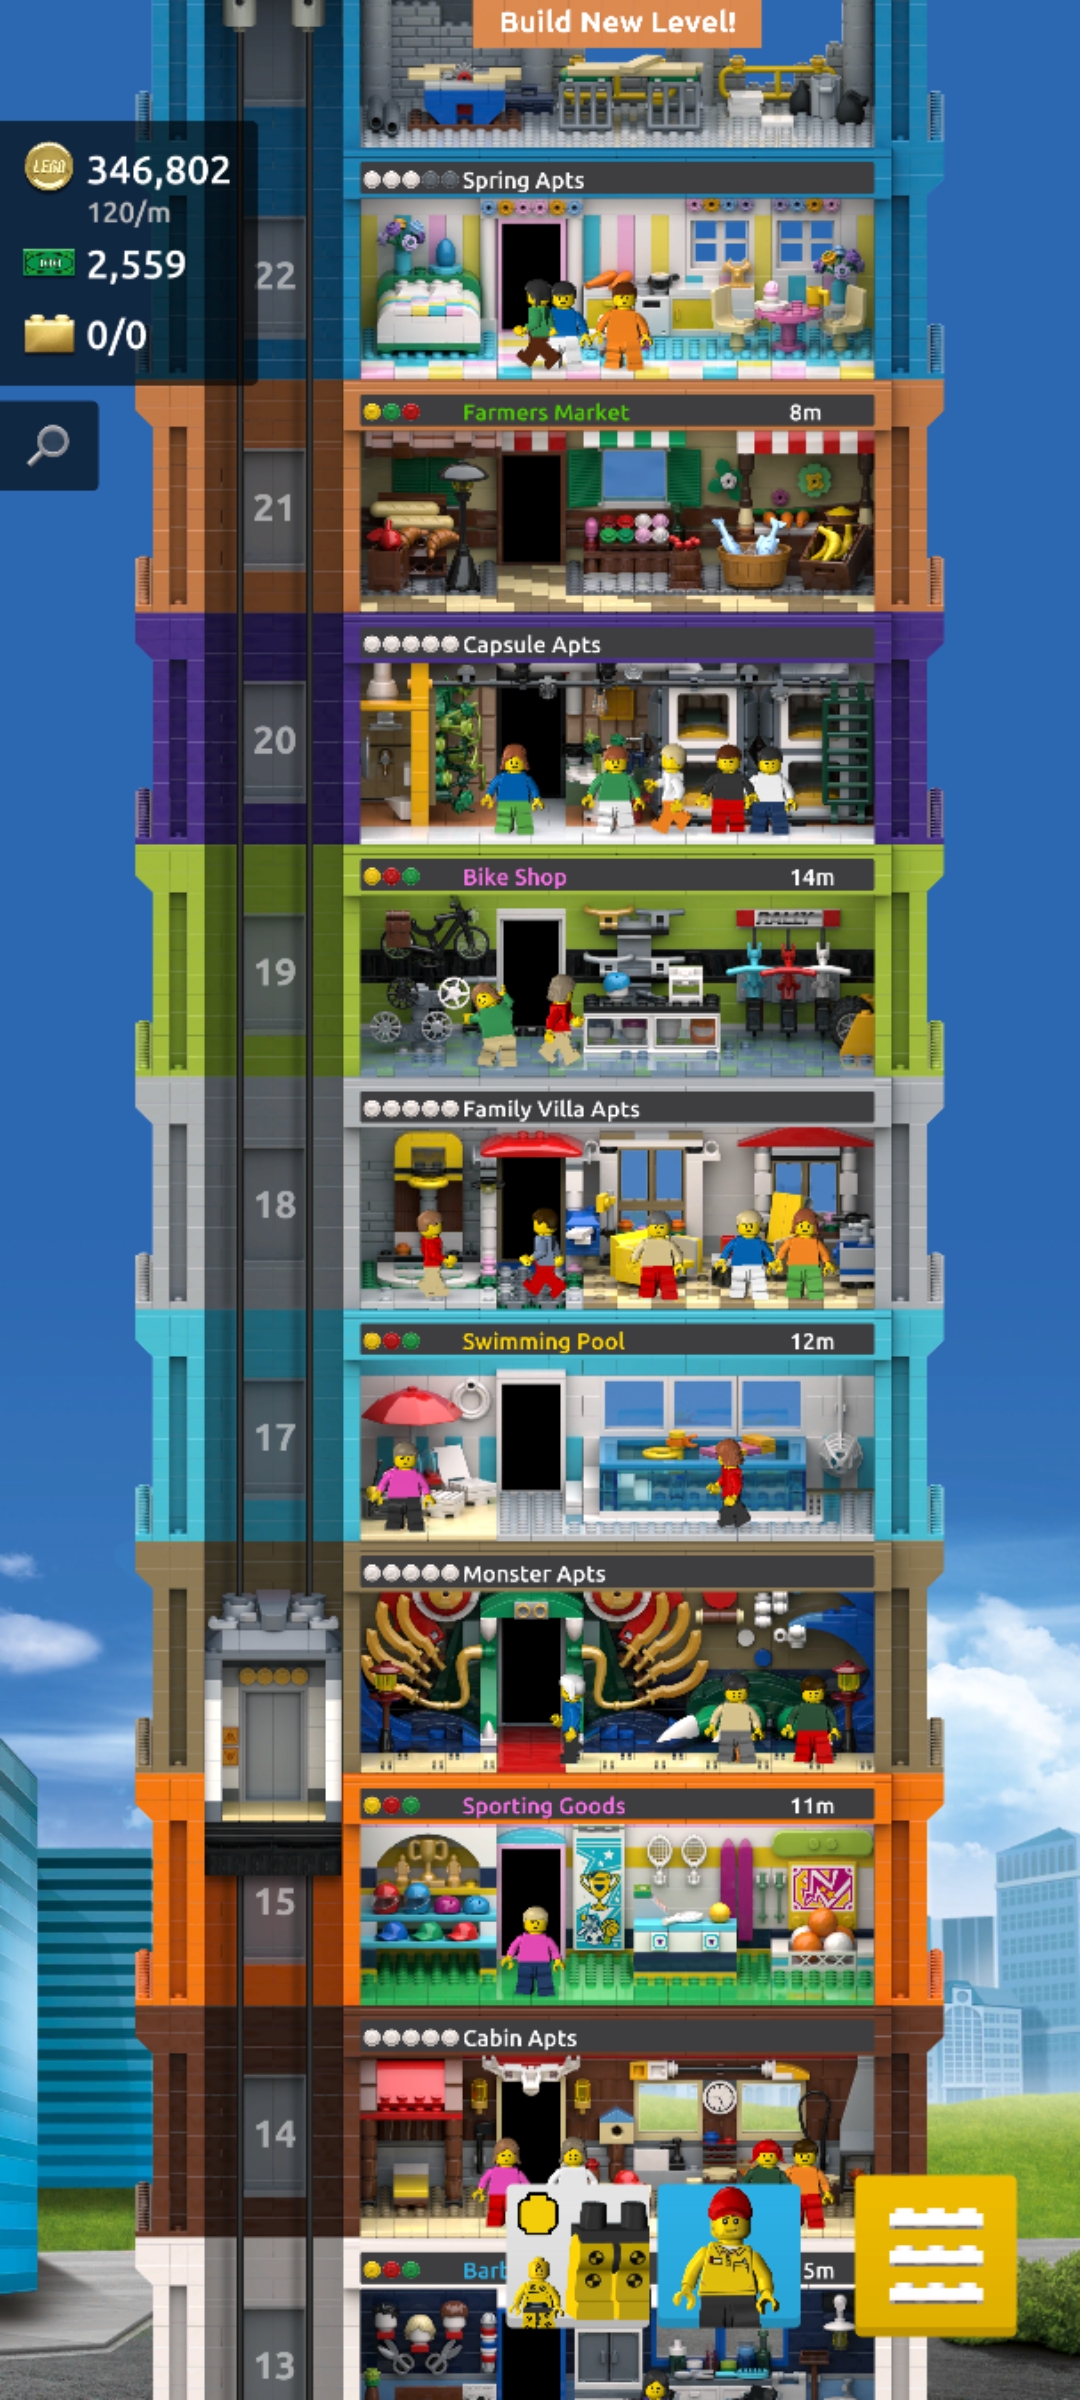 Build New Level!
LEGO 346,802
120/m
2,559
0/0
Spring Apts
22
Farmers Market 8m
21
Capsule Apts
20
Bike Shop 14m
RALLY
19
Family Villa Apts
18
Swimming Pool 12m
17
Monster Apts
Sporting Goods 11m
N
15
Cabin Apts
14
Barb
5m
13